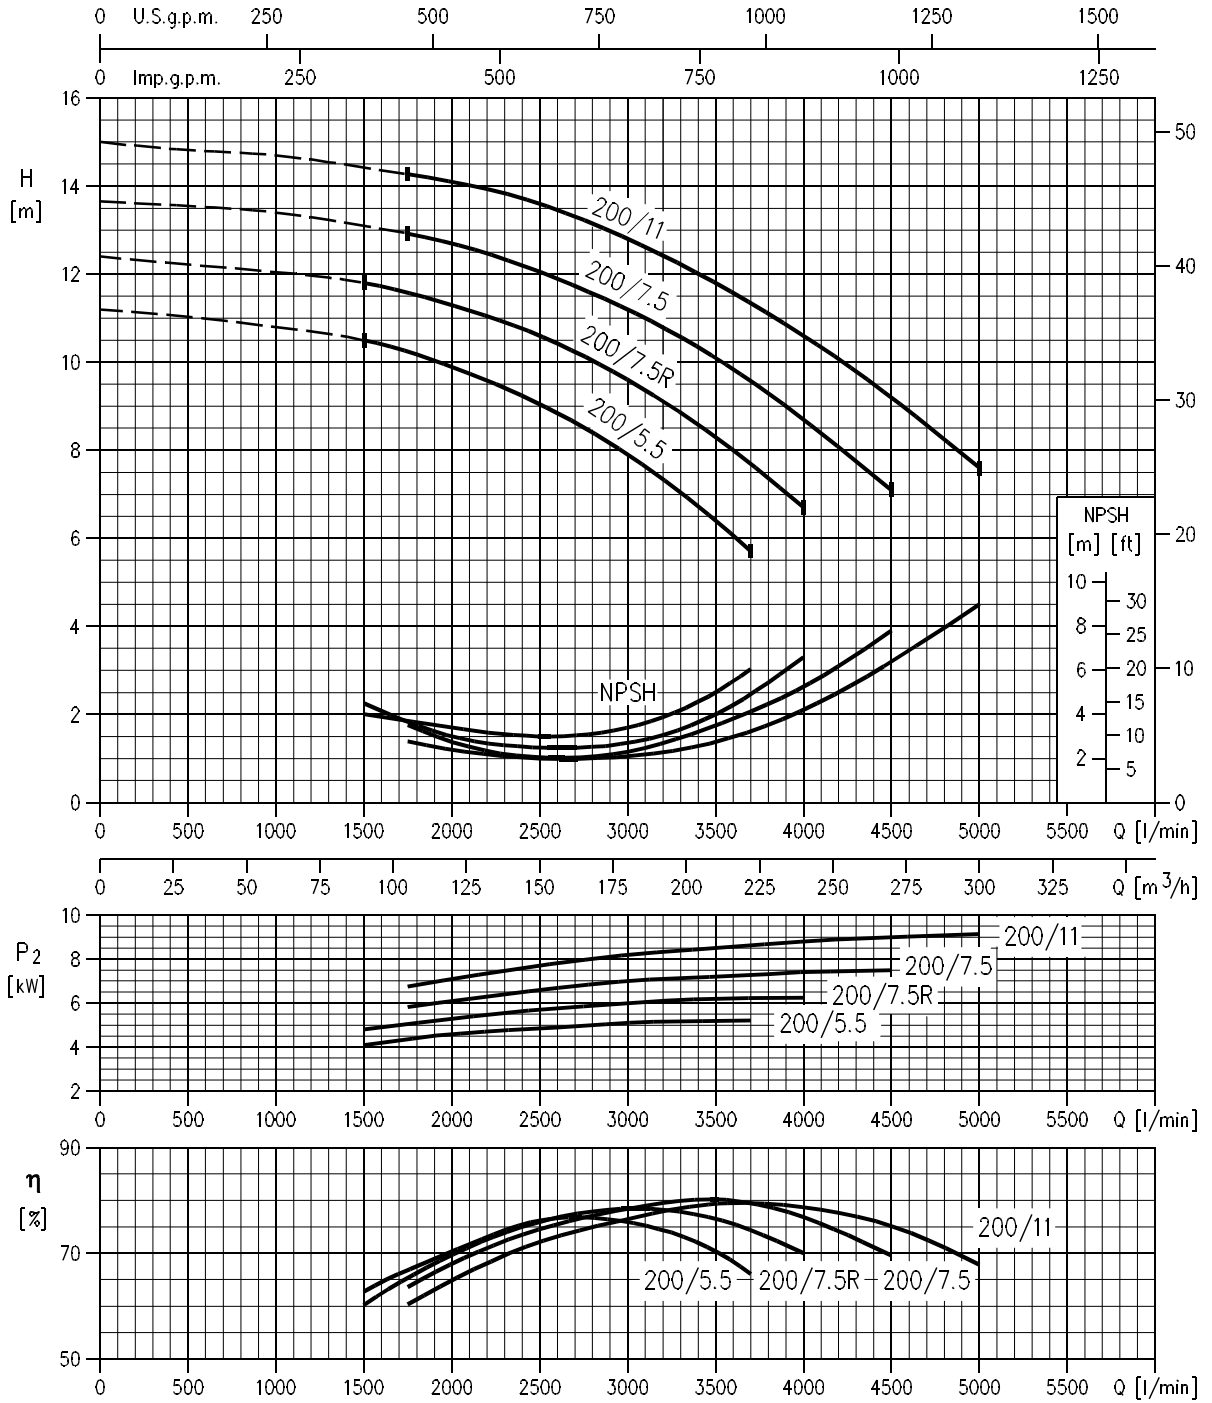 0 U.S.g.p.m. 250 500 750 1000 1250 1500
0 Imp.g.p.m. 250 500 750 1000 1250
16
50
H
14
[m]
200/11
12
40
200/7.5
10
200/7.5R
30
200/5.5
8
NPSH
6
20
[m] [ft]
10
30
4
8
25
6
20
10
NPSH
15
2
4
10
2
5
0
0
0 500 1000 1500 2000 2500 3000 3500 4000 4500 5000 5500 Q [l/min]
0 25 50 75 100 125 150 175 200 225 250 275 300 325 Q [m³/h]
10
200/11
P2
8
200/7.5
[kW]
200/7.5R
6
200/5.5
4
2
0 500 1000 1500 2000 2500 3000 3500 4000 4500 5000 5500 Q [l/min]
90
η
[%]
200/11
70
200/5.5 200/7.5R 200/7.5
50
0 500 1000 1500 2000 2500 3000 3500 4000 4500 5000 5500 Q [l/min]